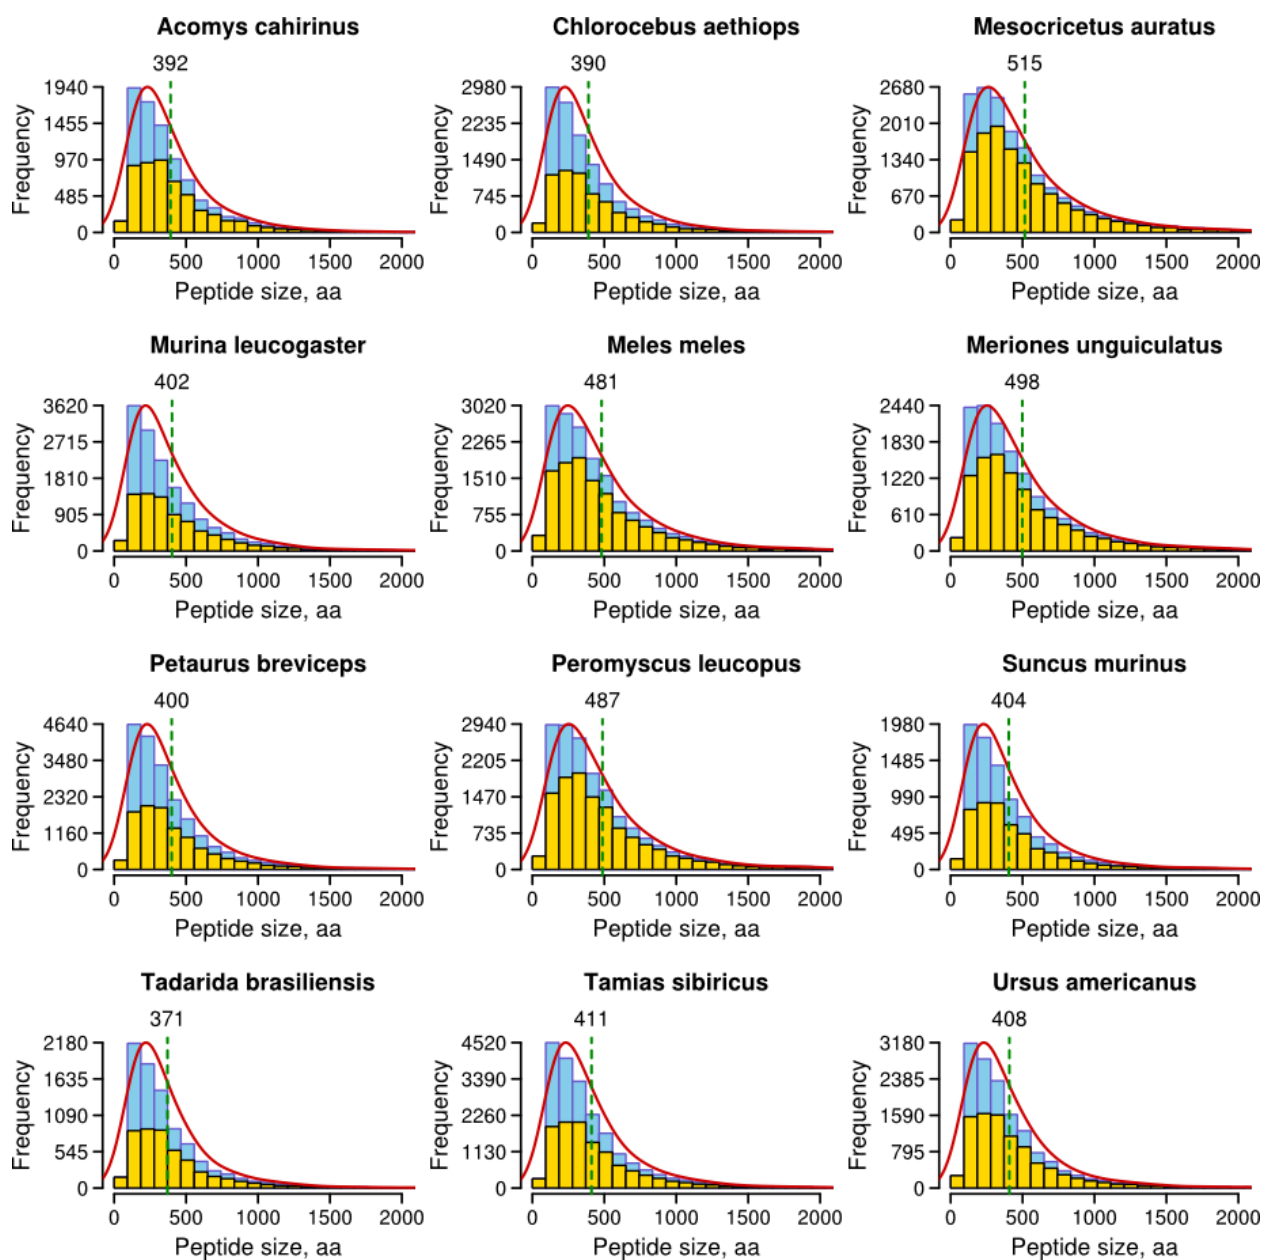 Acomys cahirinus
392
Frequency
1940
1455
970
485
0
0 500 1000 1500 2000
Peptide size, aa
Chlorocebus aethiops
390
Frequency
2980
2235
1490
745
0
0 500 1000 1500 2000
Peptide size, aa
Mesocricetus auratus
515
Frequency
2680
2010
1340
670
0
0 500 1000 1500 2000
Peptide size, aa
Murina leucogaster
402
Frequency
3620
2715
1810
905
0
0 500 1000 1500 2000
Peptide size, aa
Meles meles
481
Frequency
3020
2265
1510
755
0
0 500 1000 1500 2000
Peptide size, aa
Meriones unguiculatus
498
Frequency
2440
1830
1220
610
0
0 500 1000 1500 2000
Peptide size, aa
Petaurus breviceps
400
Frequency
4640
3480
2320
1160
0
0 500 1000 1500 2000
Peptide size, aa
Peromyscus leucopus
487
Frequency
2940
2205
1470
735
0
0 500 1000 1500 2000
Peptide size, aa
Suncus murinus
404
Frequency
1980
1485
990
495
0
0 500 1000 1500 2000
Peptide size, aa
Tadarida brasiliensis
371
Frequency
2180
1635
1090
545
0
0 500 1000 1500 2000
Peptide size, aa
Tamias sibiricus
411
Frequency
4520
3390
2260
1130
0
0 500 1000 1500 2000
Peptide size, aa
Ursus americanus
408
Frequency
3180
2385
1590
795
0
0 500 1000 1500 2000
Peptide size, aa